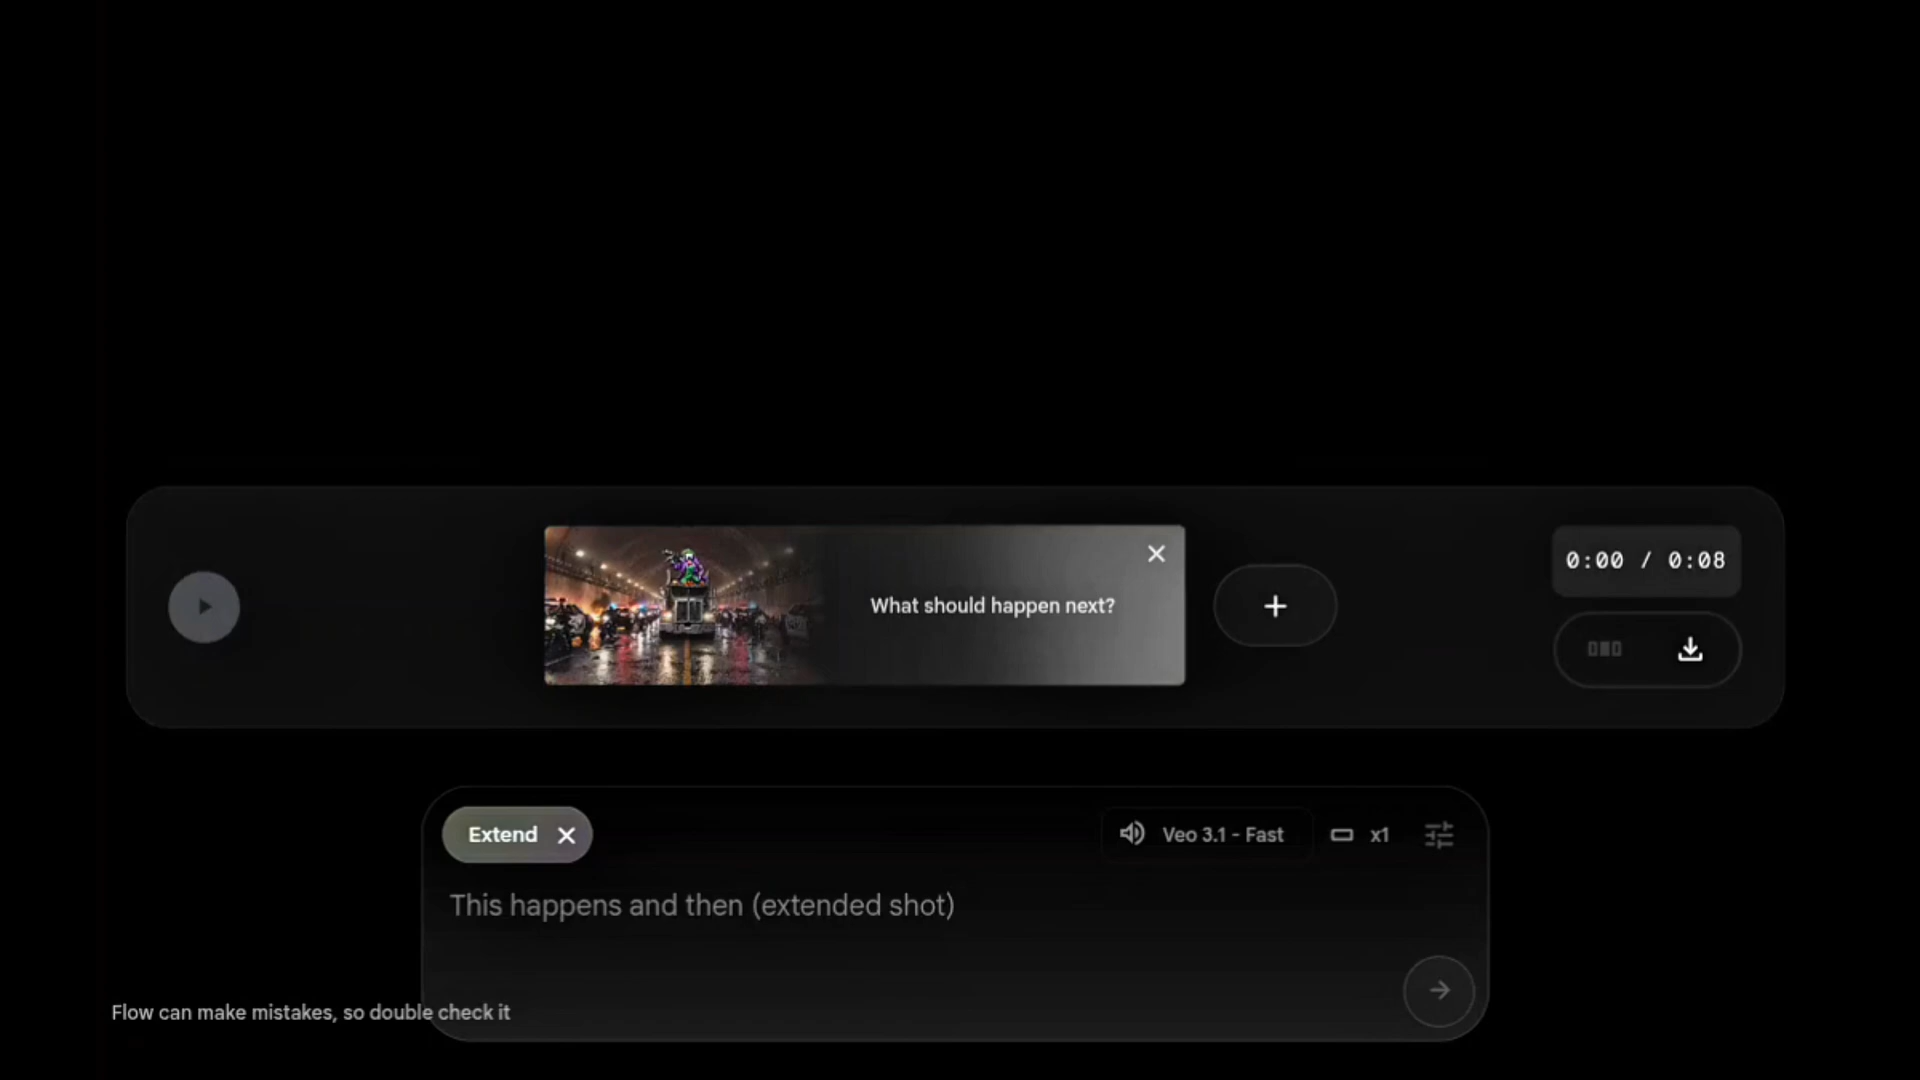 0:00 / 0:08
What should happen next?
Extend
Veo 3.1 - Fast
x1
This happens and then (extended shot)
Flow can make mistakes, so double check it